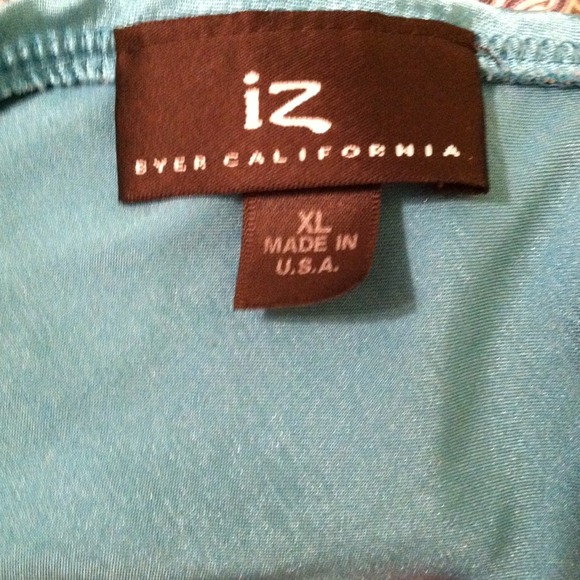 iz
BYER CALIFORNIA
XL
MADE IN
U.S.A.